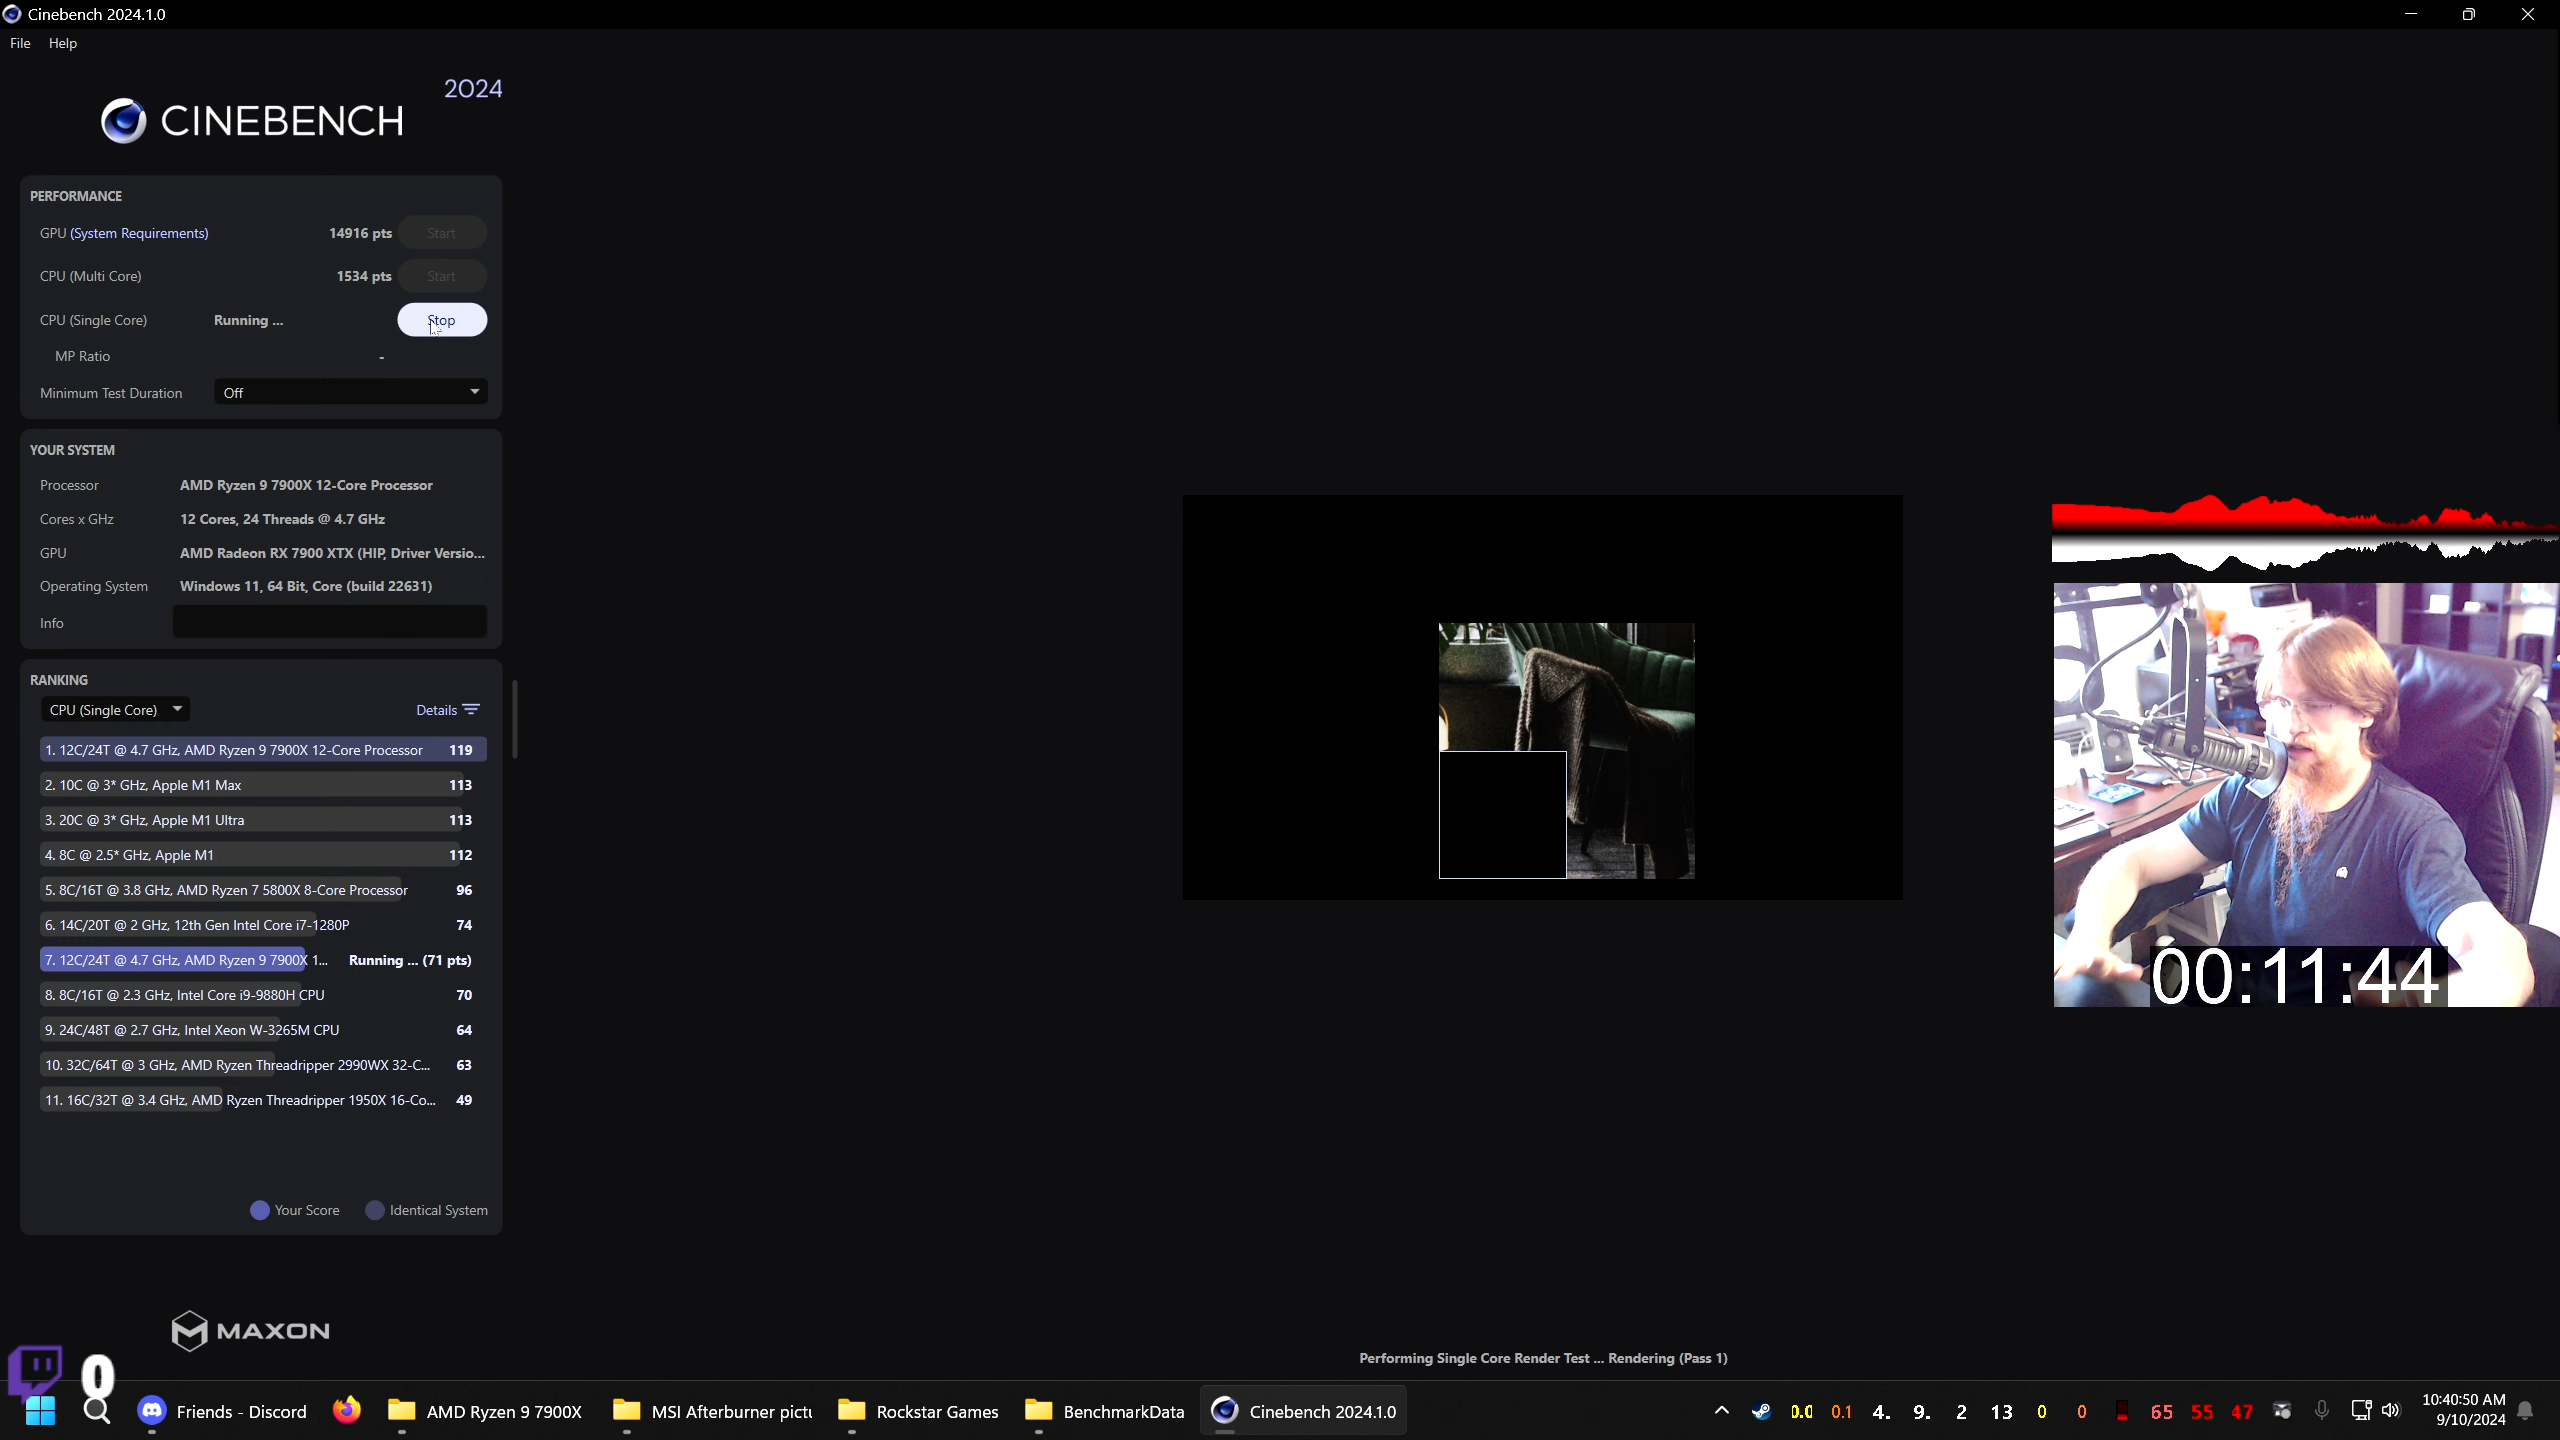 Cinebench 2024.1.0
File Help
2024
CINEBENCH
PERFORMANCE
GPU (System Requirements) 14916 pts Start
CPU (Multi Core) 1534 pts Start
CPU (Single Core) Running ... Stop
MP Ratio -
Minimum Test Duration Off
YOUR SYSTEM
Processor AMD Ryzen 9 7900X 12-Core Processor
Cores x GHz 12 Cores, 24 Threads @ 4.7 GHz
GPU AMD Radeon RX 7900 XTX (HIP, Driver Versio...
Operating System Windows 11, 64 Bit, Core (build 22631)
Info
RANKING
CPU (Single Core) Details
1. 12C/24T @ 4.7 GHz, AMD Ryzen 9 7900X 12-Core Processor 119
2. 10C @ 3* GHz, Apple M1 Max 113
3. 20C @ 3* GHz, Apple M1 Ultra 113
4. 8C @ 2.5* GHz, Apple M1 112
5. 8C/16T @ 3.8 GHz, AMD Ryzen 7 5800X 8-Core Processor 96
6. 14C/20T @ 2 GHz, 12th Gen Intel Core i7-1280P 74
7. 12C/24T @ 4.7 GHz, AMD Ryzen 9 7900X 1... Running ... (71 pts)
8. 8C/16T @ 2.3 GHz, Intel Core i9-9880H CPU 70
9. 24C/48T @ 2.7 GHz, Intel Xeon W-3265M CPU 64
10. 32C/64T @ 3 GHz, AMD Ryzen Threadripper 2990WX 32-C... 63
11. 16C/32T @ 3.4 GHz, AMD Ryzen Threadripper 1950X 16-Co... 49
Your Score Identical System
00:11:44
MAXON
Performing Single Core Render Test ... Rendering (Pass 1)
0
Friends - Discord AMD Ryzen 9 7900X MSI Afterburner pictu Rockstar Games BenchmarkData Cinebench 2024.1.0 0.0 0.1 4. 9. 2 13 0 0 65 55 47 10:40:50 AM
9/10/2024